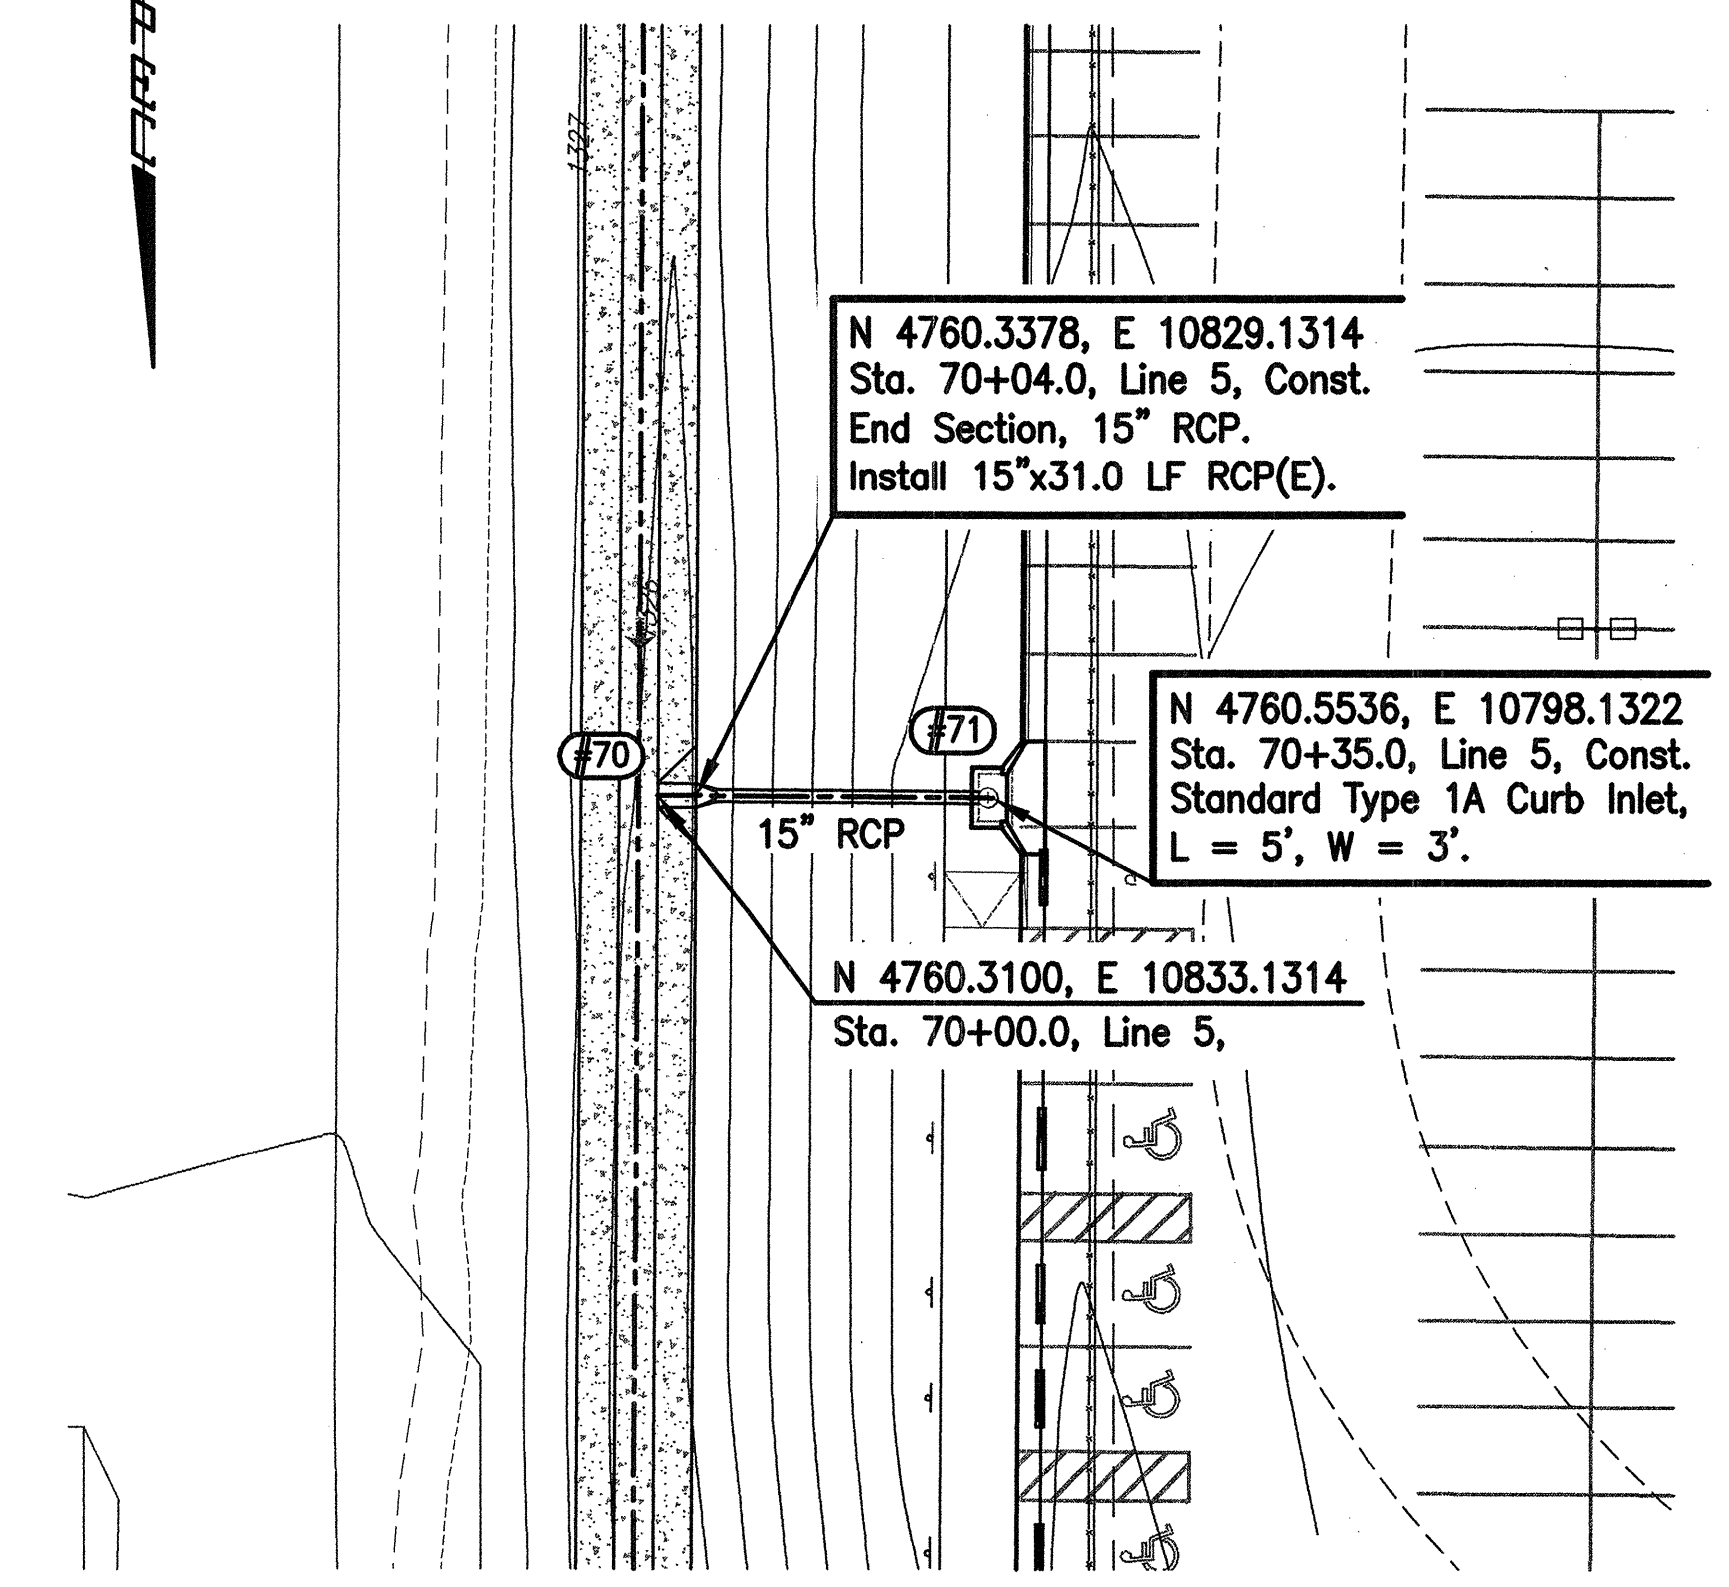 1327
N 4760.3378, E 10829.1314
Sta. 70+04.0, Line 5, Const.
End Section, 15" RCP.
Install 15"x31.0 LF RCP(E).
1326
#71
N 4760.5536, E 10798.1322
Sta. 70+35.0, Line 5, Const.
Standard Type 1A Curb Inlet,
L = 5', W = 3'.
#70
15" RCP
N 4760.3100, E 10833.1314
Sta. 70+00.0, Line 5,